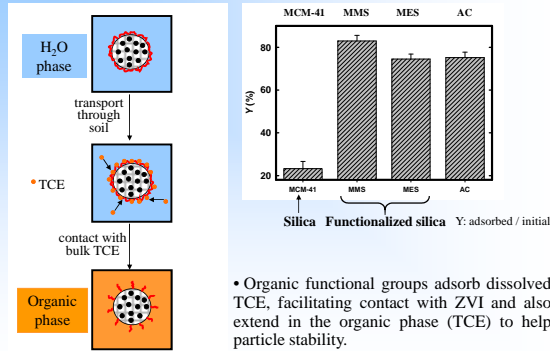 H₂O
phase
transport
through
soil
• TCE
contact with
bulk TCE
Organic
phase
MCM-41 MMS MES AC
Y (%)
80
60
40
20
MCM-41 MMS MES AC
Silica Functionalized silica Y: adsorbed / initial
• Organic functional groups adsorb dissolved
TCE, facilitating contact with ZVI and also
extend in the organic phase (TCE) to help
particle stability.